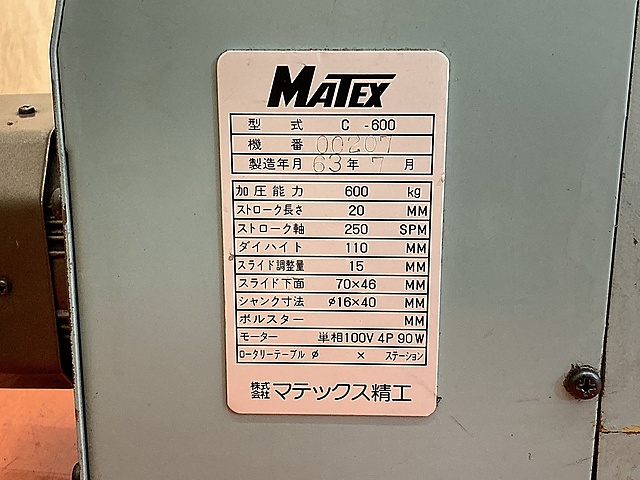 MATEX
型式 C -600
機番 00207
製造年月 63年 7月
加圧能力 600 kg
ストローク長さ 20 MM
ストローク軸 250 SPM
ダイハイト 110 MM
スライド調整量 15 MM
スライド下面 70×46 MM
シャンク寸法 φ16×40 MM
ボルスター MM
モーター 単相100V 4P 90W
ロータリーテーブル φ × ステーション
株式会社 マテックス精工